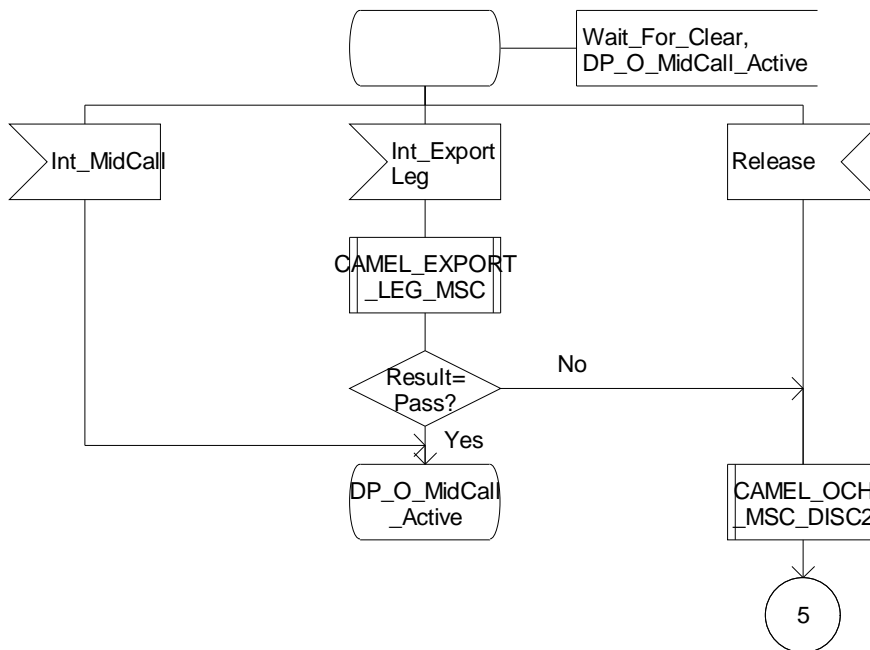 Wait_For_Clear,
DP_O_MidCall_Active
Int_MidCall
Int_Export
Leg
Release
CAMEL_EXPORT
_LEG_MSC
Result=
Pass?
No
Yes
DP_O_MidCall
_Active
CAMEL_OCH
_MSC_DISC2
5